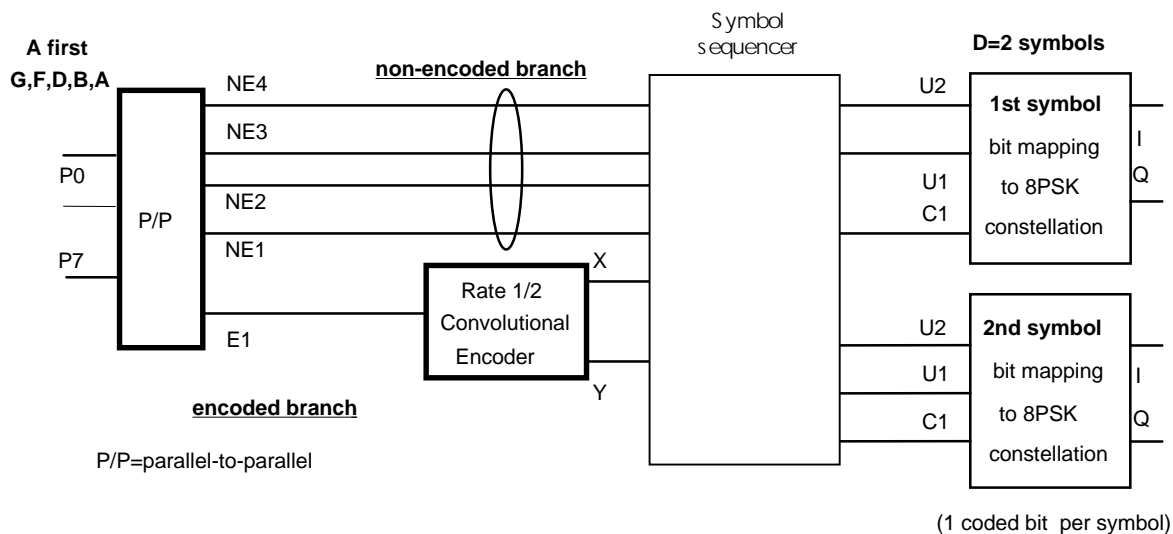 Symbol
sequencer
A first
G,F,D,B,A
D=2 symbols
non-encoded branch
NE4
NE3
NE2
NE1
E1
P0
P7
P/P
X
Y
Rate 1/2
Convolutional
Encoder
encoded branch
P/P=parallel-to-parallel
U2
U1
C1
1st symbol
bit mapping
to 8PSK
constellation
I
Q
U2
U1
C1
2nd symbol
bit mapping
to 8PSK
constellation
I
Q
(1 coded bit per symbol)